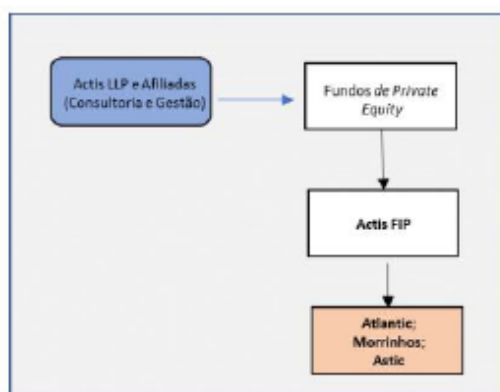 Actis LLP e Afiliadas
(Consultoria e Gestão)
Fundos de Private
Equity
Actis FIP
Atlantic;
Morrinhos;
Astic